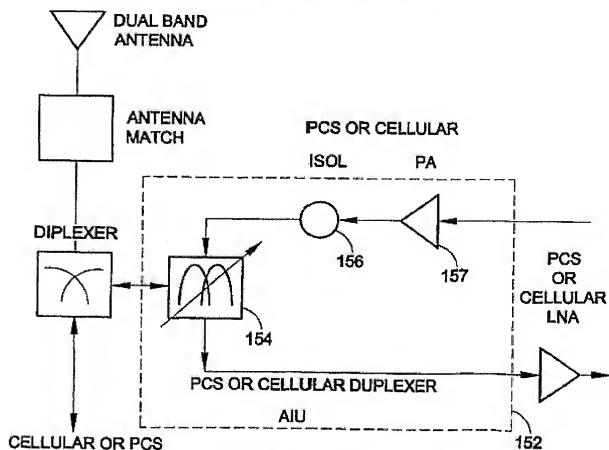 DUAL BAND
ANTENNA
ANTENNA
MATCH
PCS OR CELLULAR
ISOL
PA
DIPLEXER
156
157
PCS
OR
CELLULAR
LNA
154
PCS OR CELLULAR DUPLEXER
AIU
152
CELLULAR OR PCS